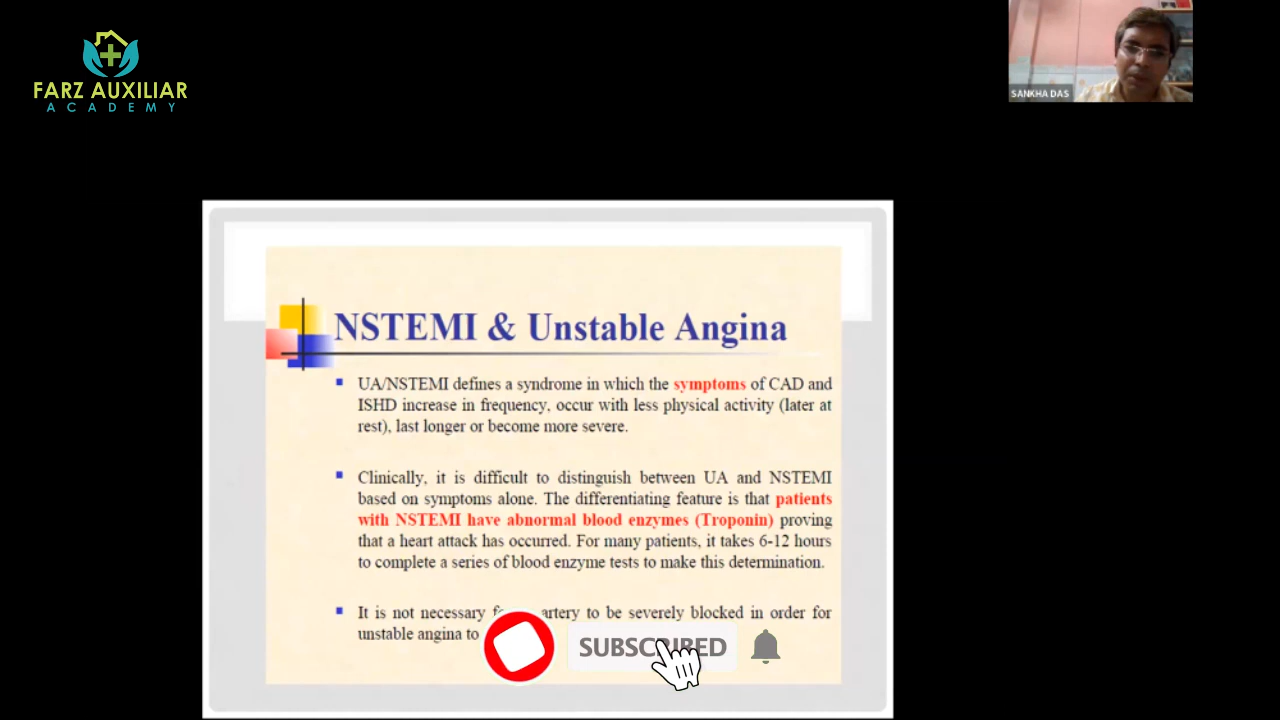 FARZ AUXILIAR
ACADEMY
SANKHA DAS
NSTEMI & Unstable Angina
UA/NSTEMI defines a syndrome in which the symptoms of CAD and
ISHD increase in frequency, occur with less physical activity (later at
rest), last longer or become more severe.
Clinically, it is difficult to distinguish between UA and NSTEMI
based on symptoms alone. The differentiating feature is that patients
with NSTEMI have abnormal blood enzymes (Troponin) proving
that a heart attack has occurred. For many patients, it takes 6-12 hours
to complete a series of blood enzyme tests to make this determination.
It is not necessary artery to be severely blocked in order for
unstable angina to
SUBSCRIBED